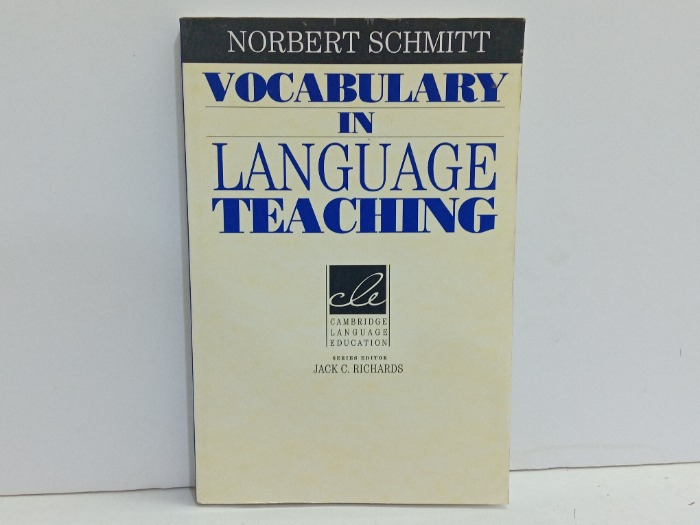 NORBERT SCHMITT
VOCABULARY
IN
LANGUAGE
TEACHING
cle
CAMBRIDGE
LANGUAGE
EDUCATION
SERIES EDITOR
JACK C. RICHARDS